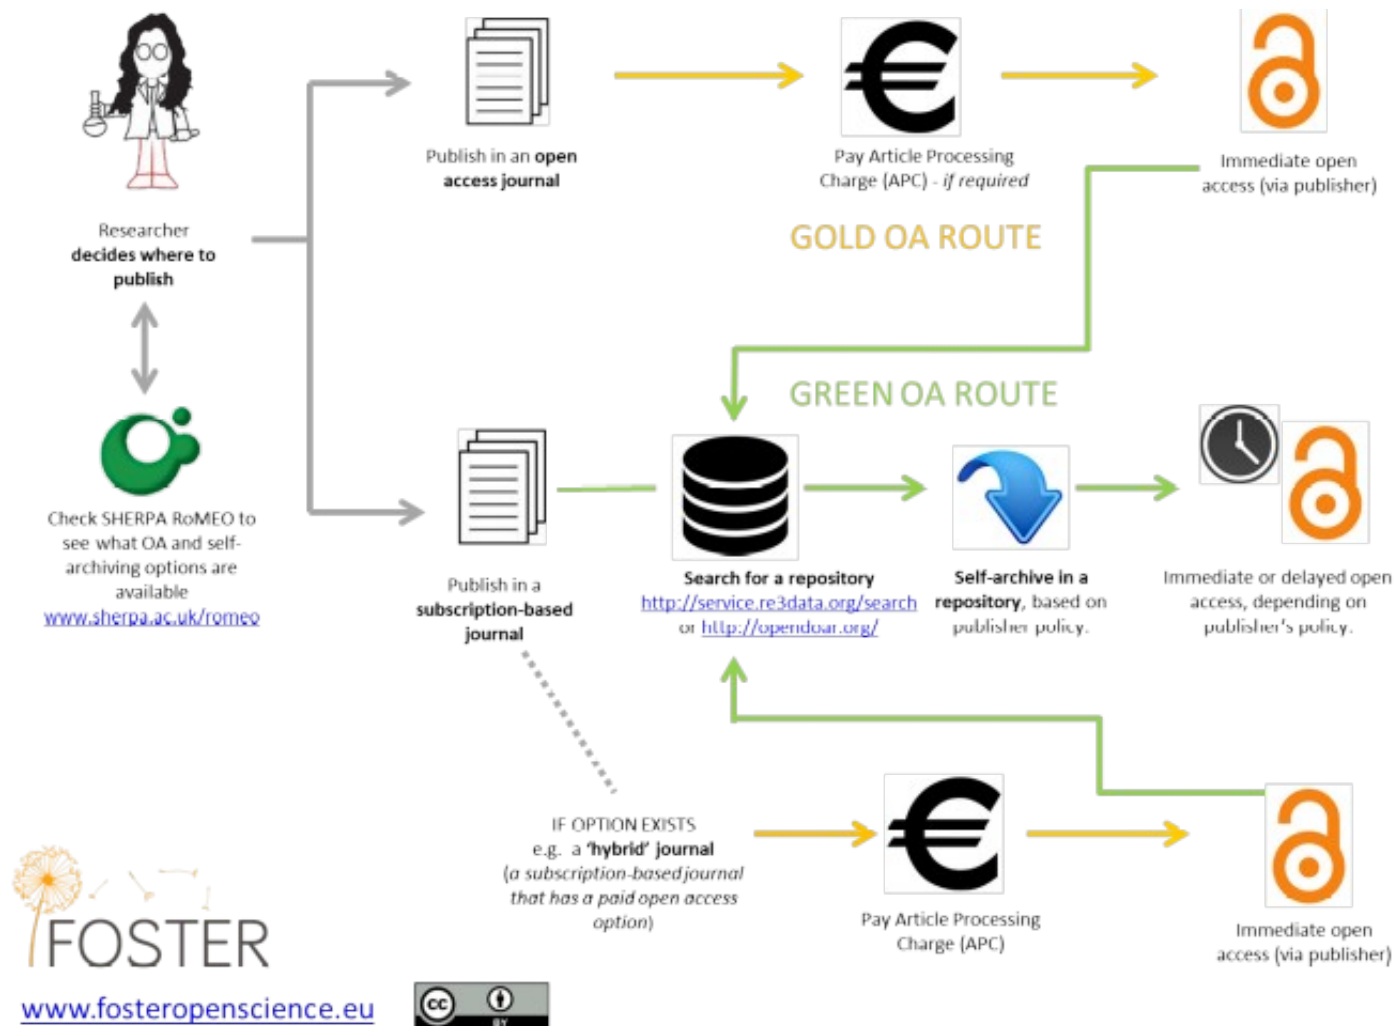 Publish in an open
access journal
Pay Article Processing
Charge (APC) - if required
Immediate open
access (via publisher)
Researcher
decides where to
publish
GOLD OA ROUTE
GREEN OA ROUTE
Check SHERPA RoMEO to
see what OA and self-
archiving options are
available
www.sherpa.ac.uk/romeo
Publish in a
subscription-based
journal
Search for a repository
http://service.re3data.org/search
or http://opendoar.org/
Self-archive in a
repository, based on
publisher policy.
Immediate or delayed open
access, depending on
publisher's policy.
IF OPTION EXISTS
e.g. a 'hybrid' journal
(a subscription-based journal
that has a paid open access
option)
Pay Article Processing
Charge (APC)
Immediate open
access (via publisher)
FOSTER
www.fosteropenscience.eu
cc
BY